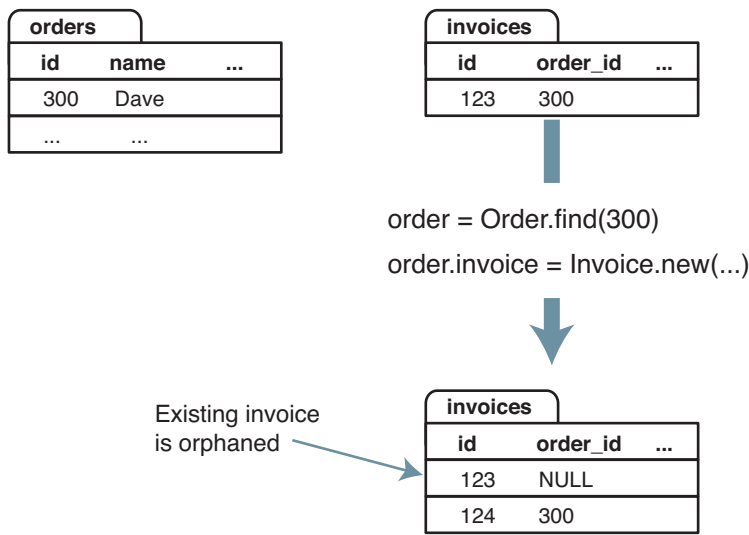 orders
id name ...
300 Dave
... ...
invoices
id order_id ...
123 300
order = Order.find(300)
order.invoice = Invoice.new(...)
Existing invoice
is orphaned
invoices
id order_id ...
123 NULL
124 300